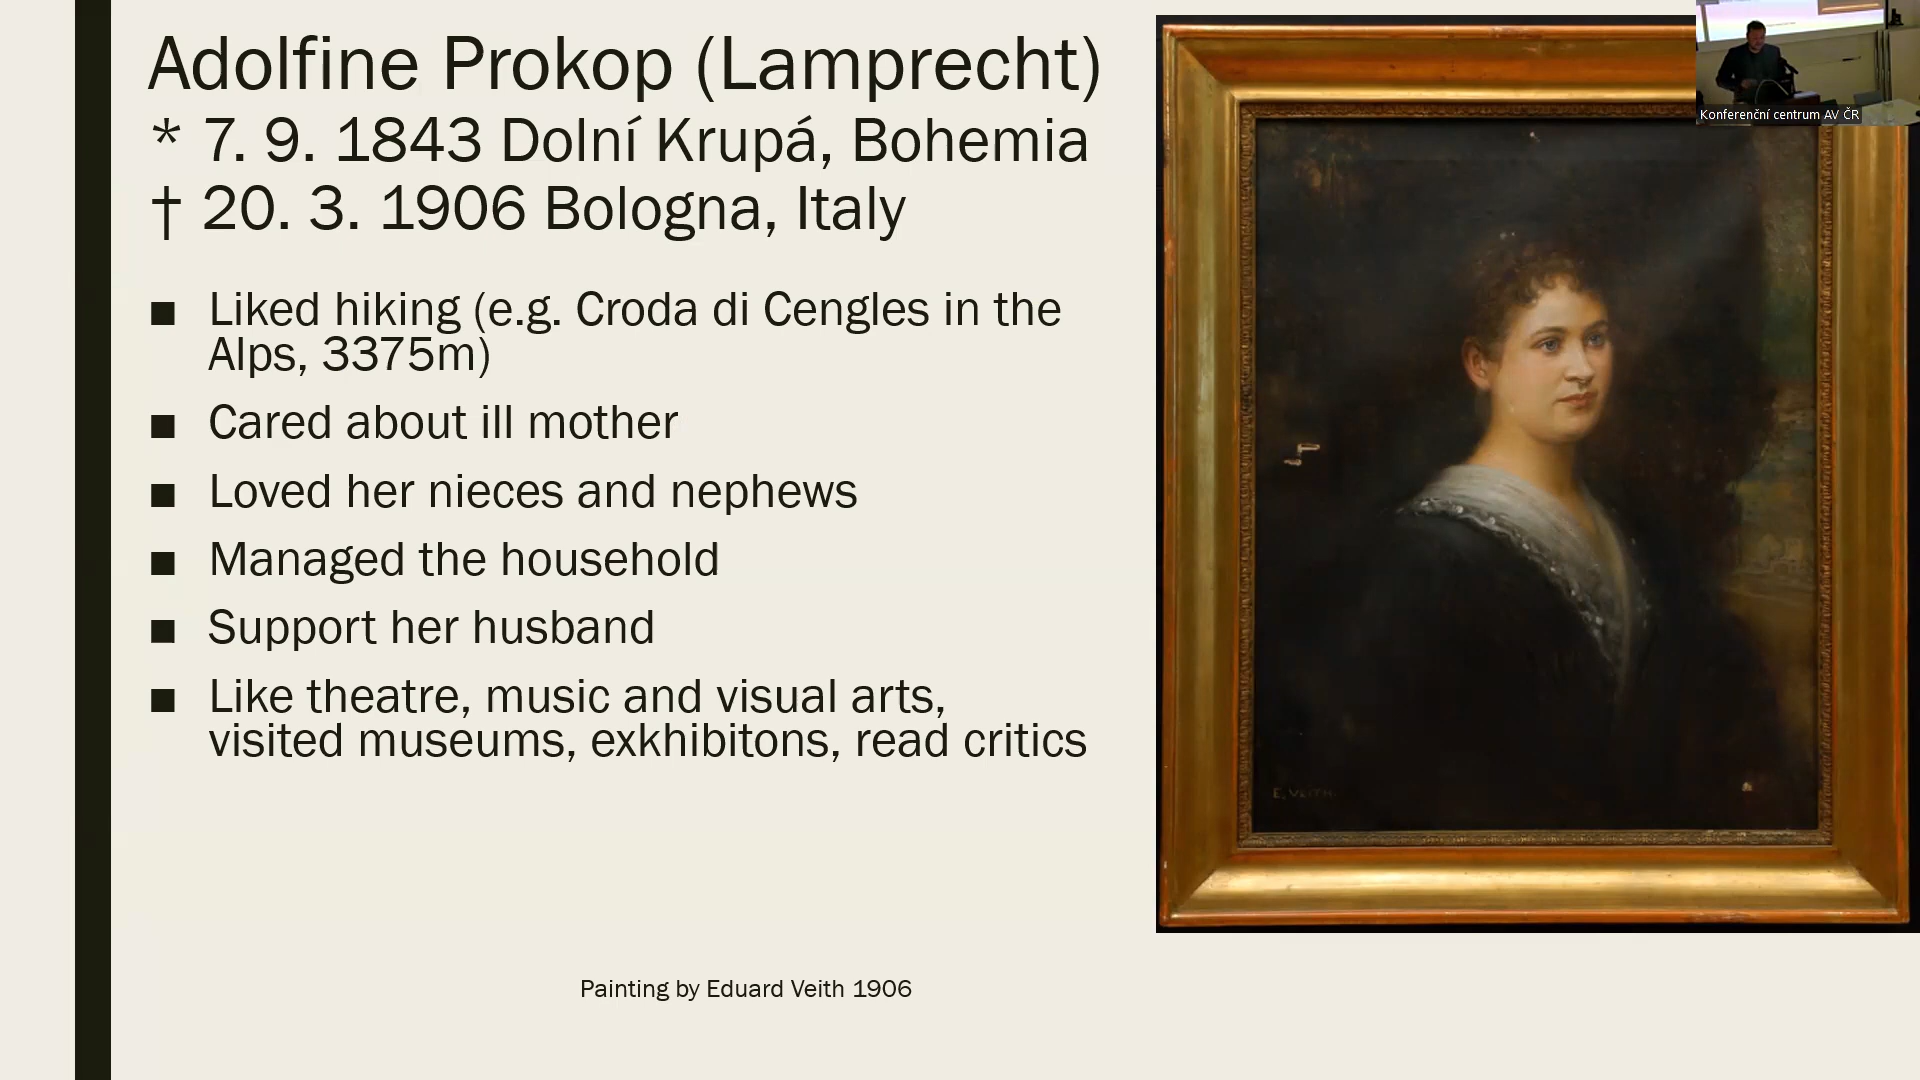 Adolfine Prokop (Lamprecht)
* 7. 9. 1843 Dolní Krupá, Bohemia
† 20. 3. 1906 Bologna, Italy
■ Liked hiking (e.g. Croda di Cengles in the
Alps, 3375m)
■ Cared about ill mother
■ Loved her nieces and nephews
■ Managed the household
■ Support her husband
■ Like theatre, music and visual arts,
visited museums, exkhibitons, read critics
Painting by Eduard Veith 1906
Konferenční centrum AV ČR
E. VEITH.